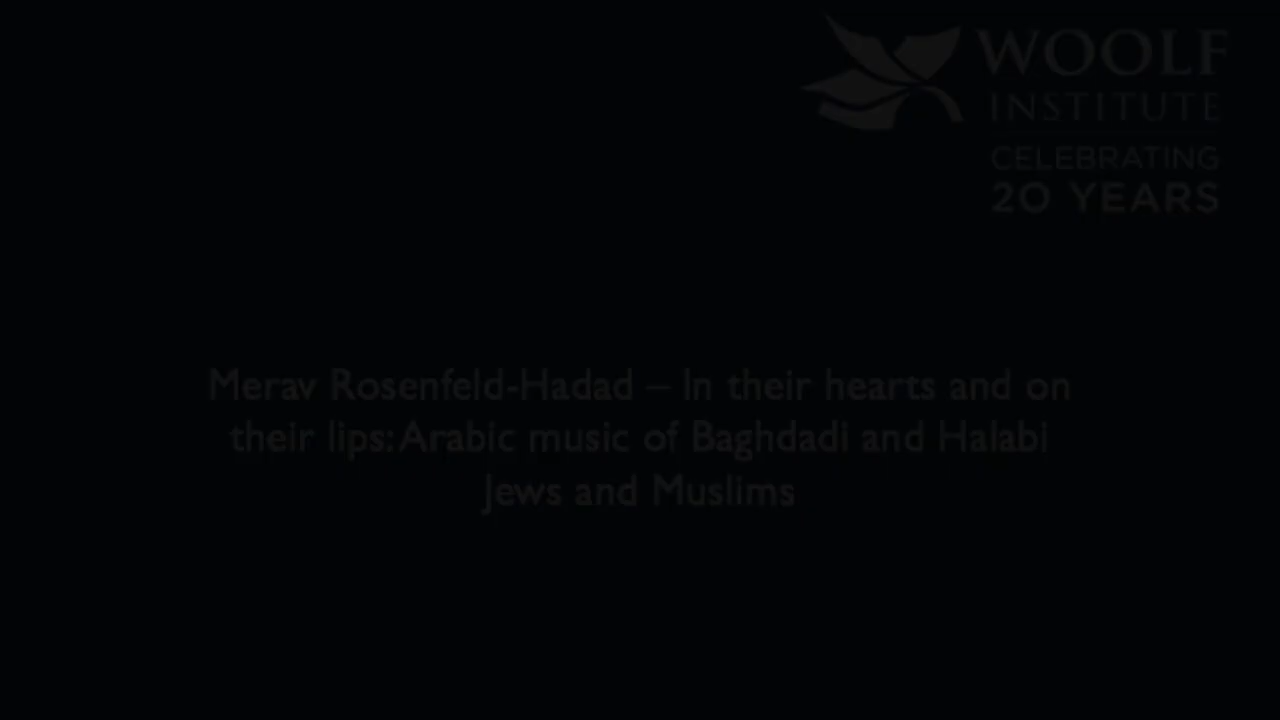 WOOLF
INSTITUTE
CELEBRATING
20 YEARS
Merav Rosenfeld-Hadad – In their hearts and on
their lips: Arabic music of Baghdadi and Halabi
Jews and Muslims